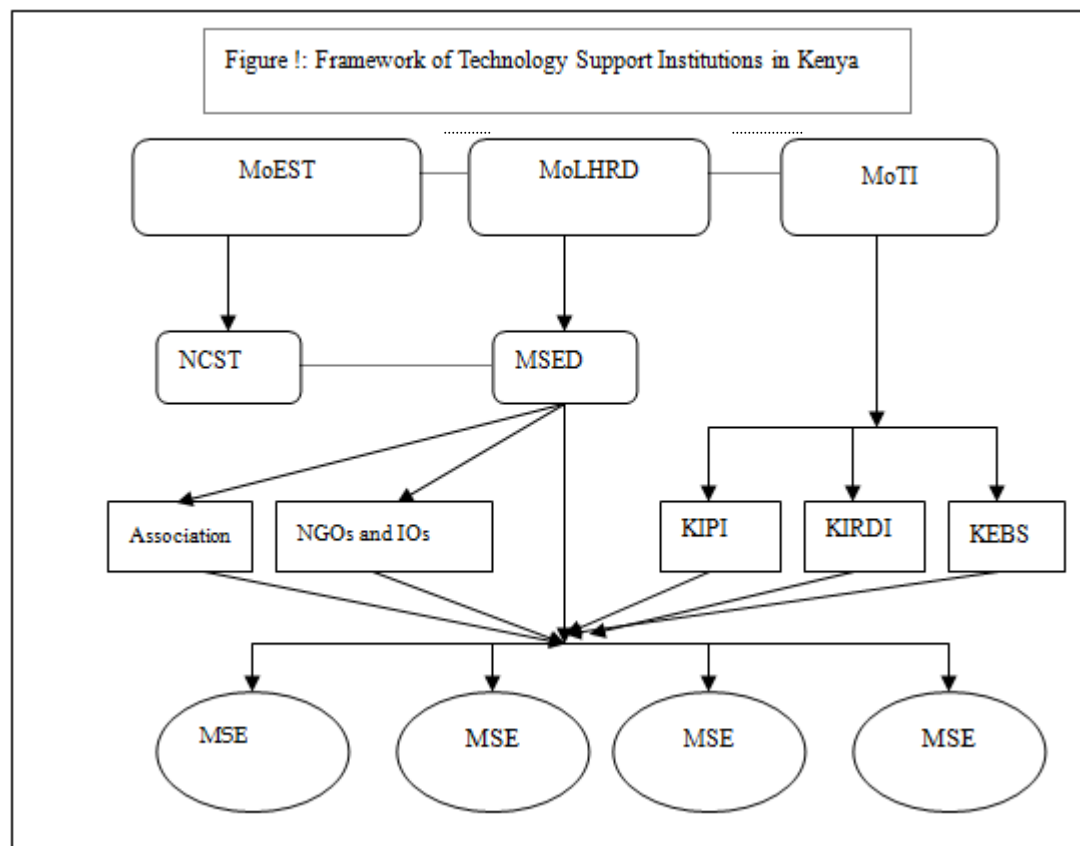 Figure !: Framework of Technology Support Institutions in Kenya
MoEST
MoLHRD
MoTI
NCST
MSED
Association
NGOs and IOs
KIPI
KIRDI
KEBS
MSE
MSE
MSE
MSE